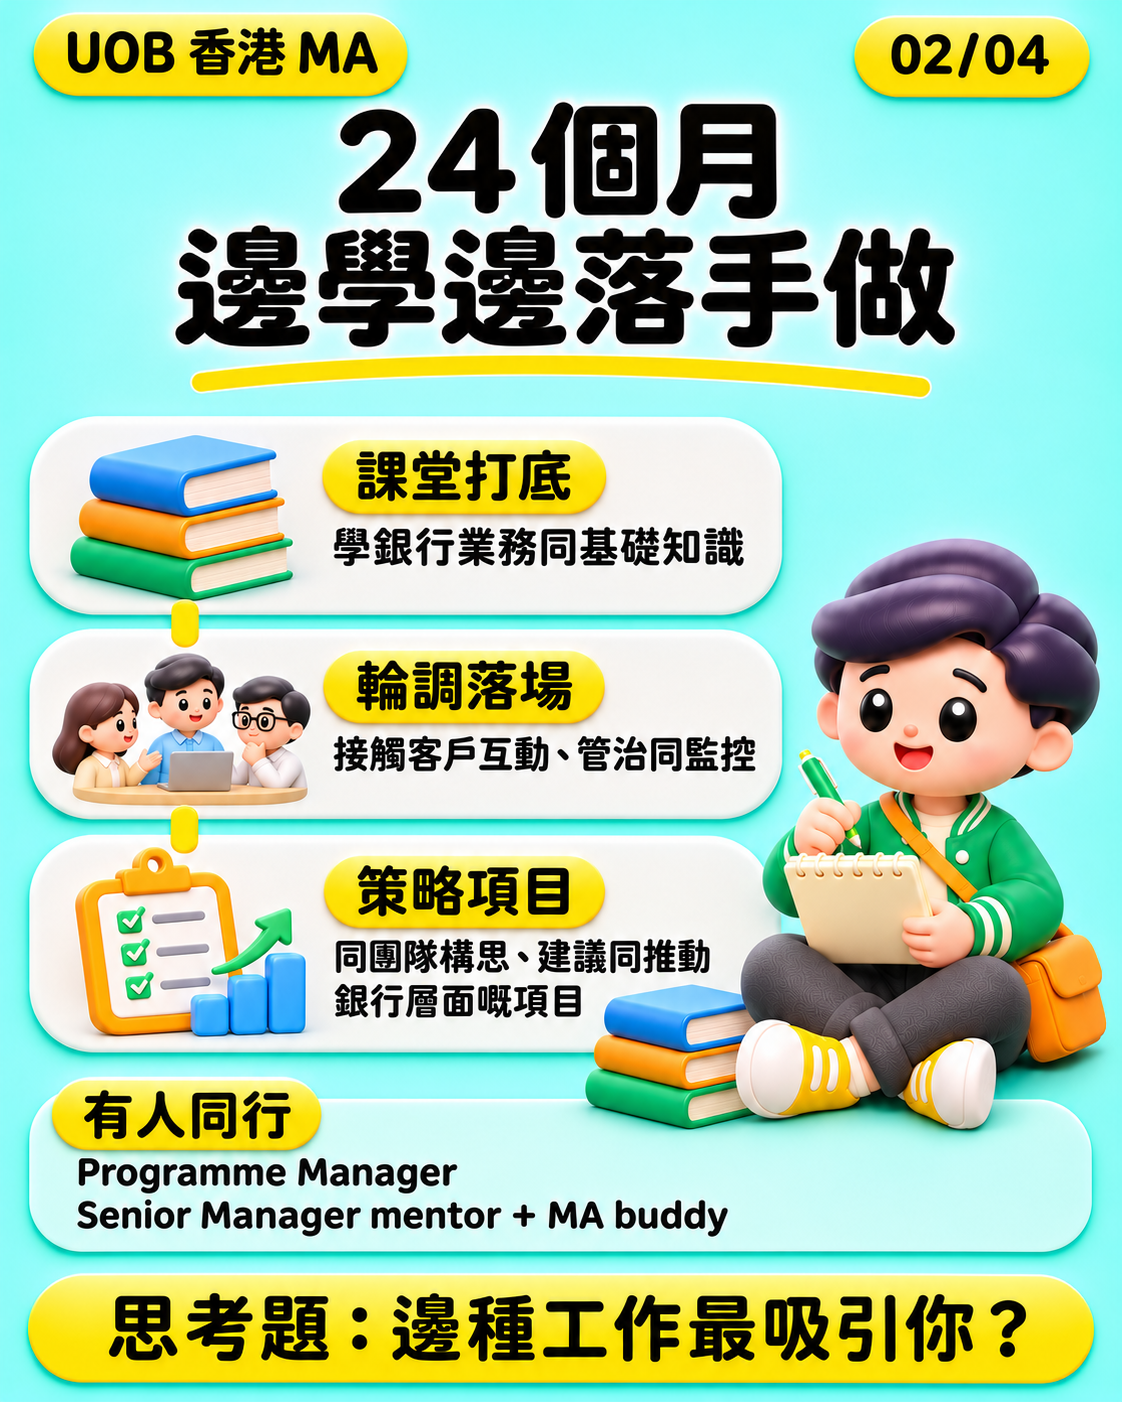 UOB 香港 MA
02/04
24個月
邊學邊落手做
課堂打底
學銀行業務同基礎知識
輪調落場
接觸客戶互動、管治同監控
策略項目
同團隊構思、建議同推動
銀行層面嘅項目
有人同行
Programme Manager
Senior Manager mentor + MA buddy
思考題：邊種工作最吸引你？